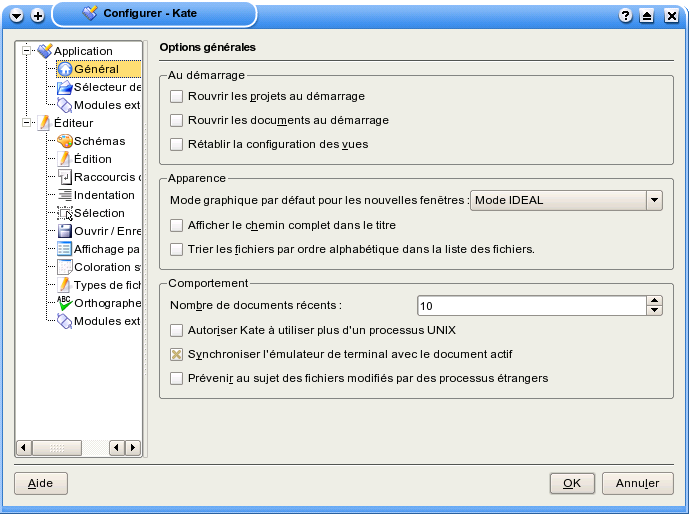 Configurer - Kate
Application
Général
Sélecteur de
Modules ext
Éditeur
Schémas
Édition
Raccourcis c
Indentation
Sélection
Ouvrir / Enre
Affichage pa
Coloration s
Types de fich
ABC
Orthographe
Modules ext
Options générales
Au démarrage
Rouvrir les projets au démarrage
Rouvrir les documents au démarrage
Rétablir la configuration des vues
Apparence
Mode graphique par défaut pour les nouvelles fenêtres : Mode IDEAL
Afficher le chemin complet dans le titre
Trier les fichiers par ordre alphabétique dans la liste des fichiers.
Comportement
Nombre de documents récents : 10
Autoriser Kate à utiliser plus d'un processus UNIX
Synchroniser l'émulateur de terminal avec le document actif
Prévenir au sujet des fichiers modifiés par des processus étrangers
Aide
OK
Annuler